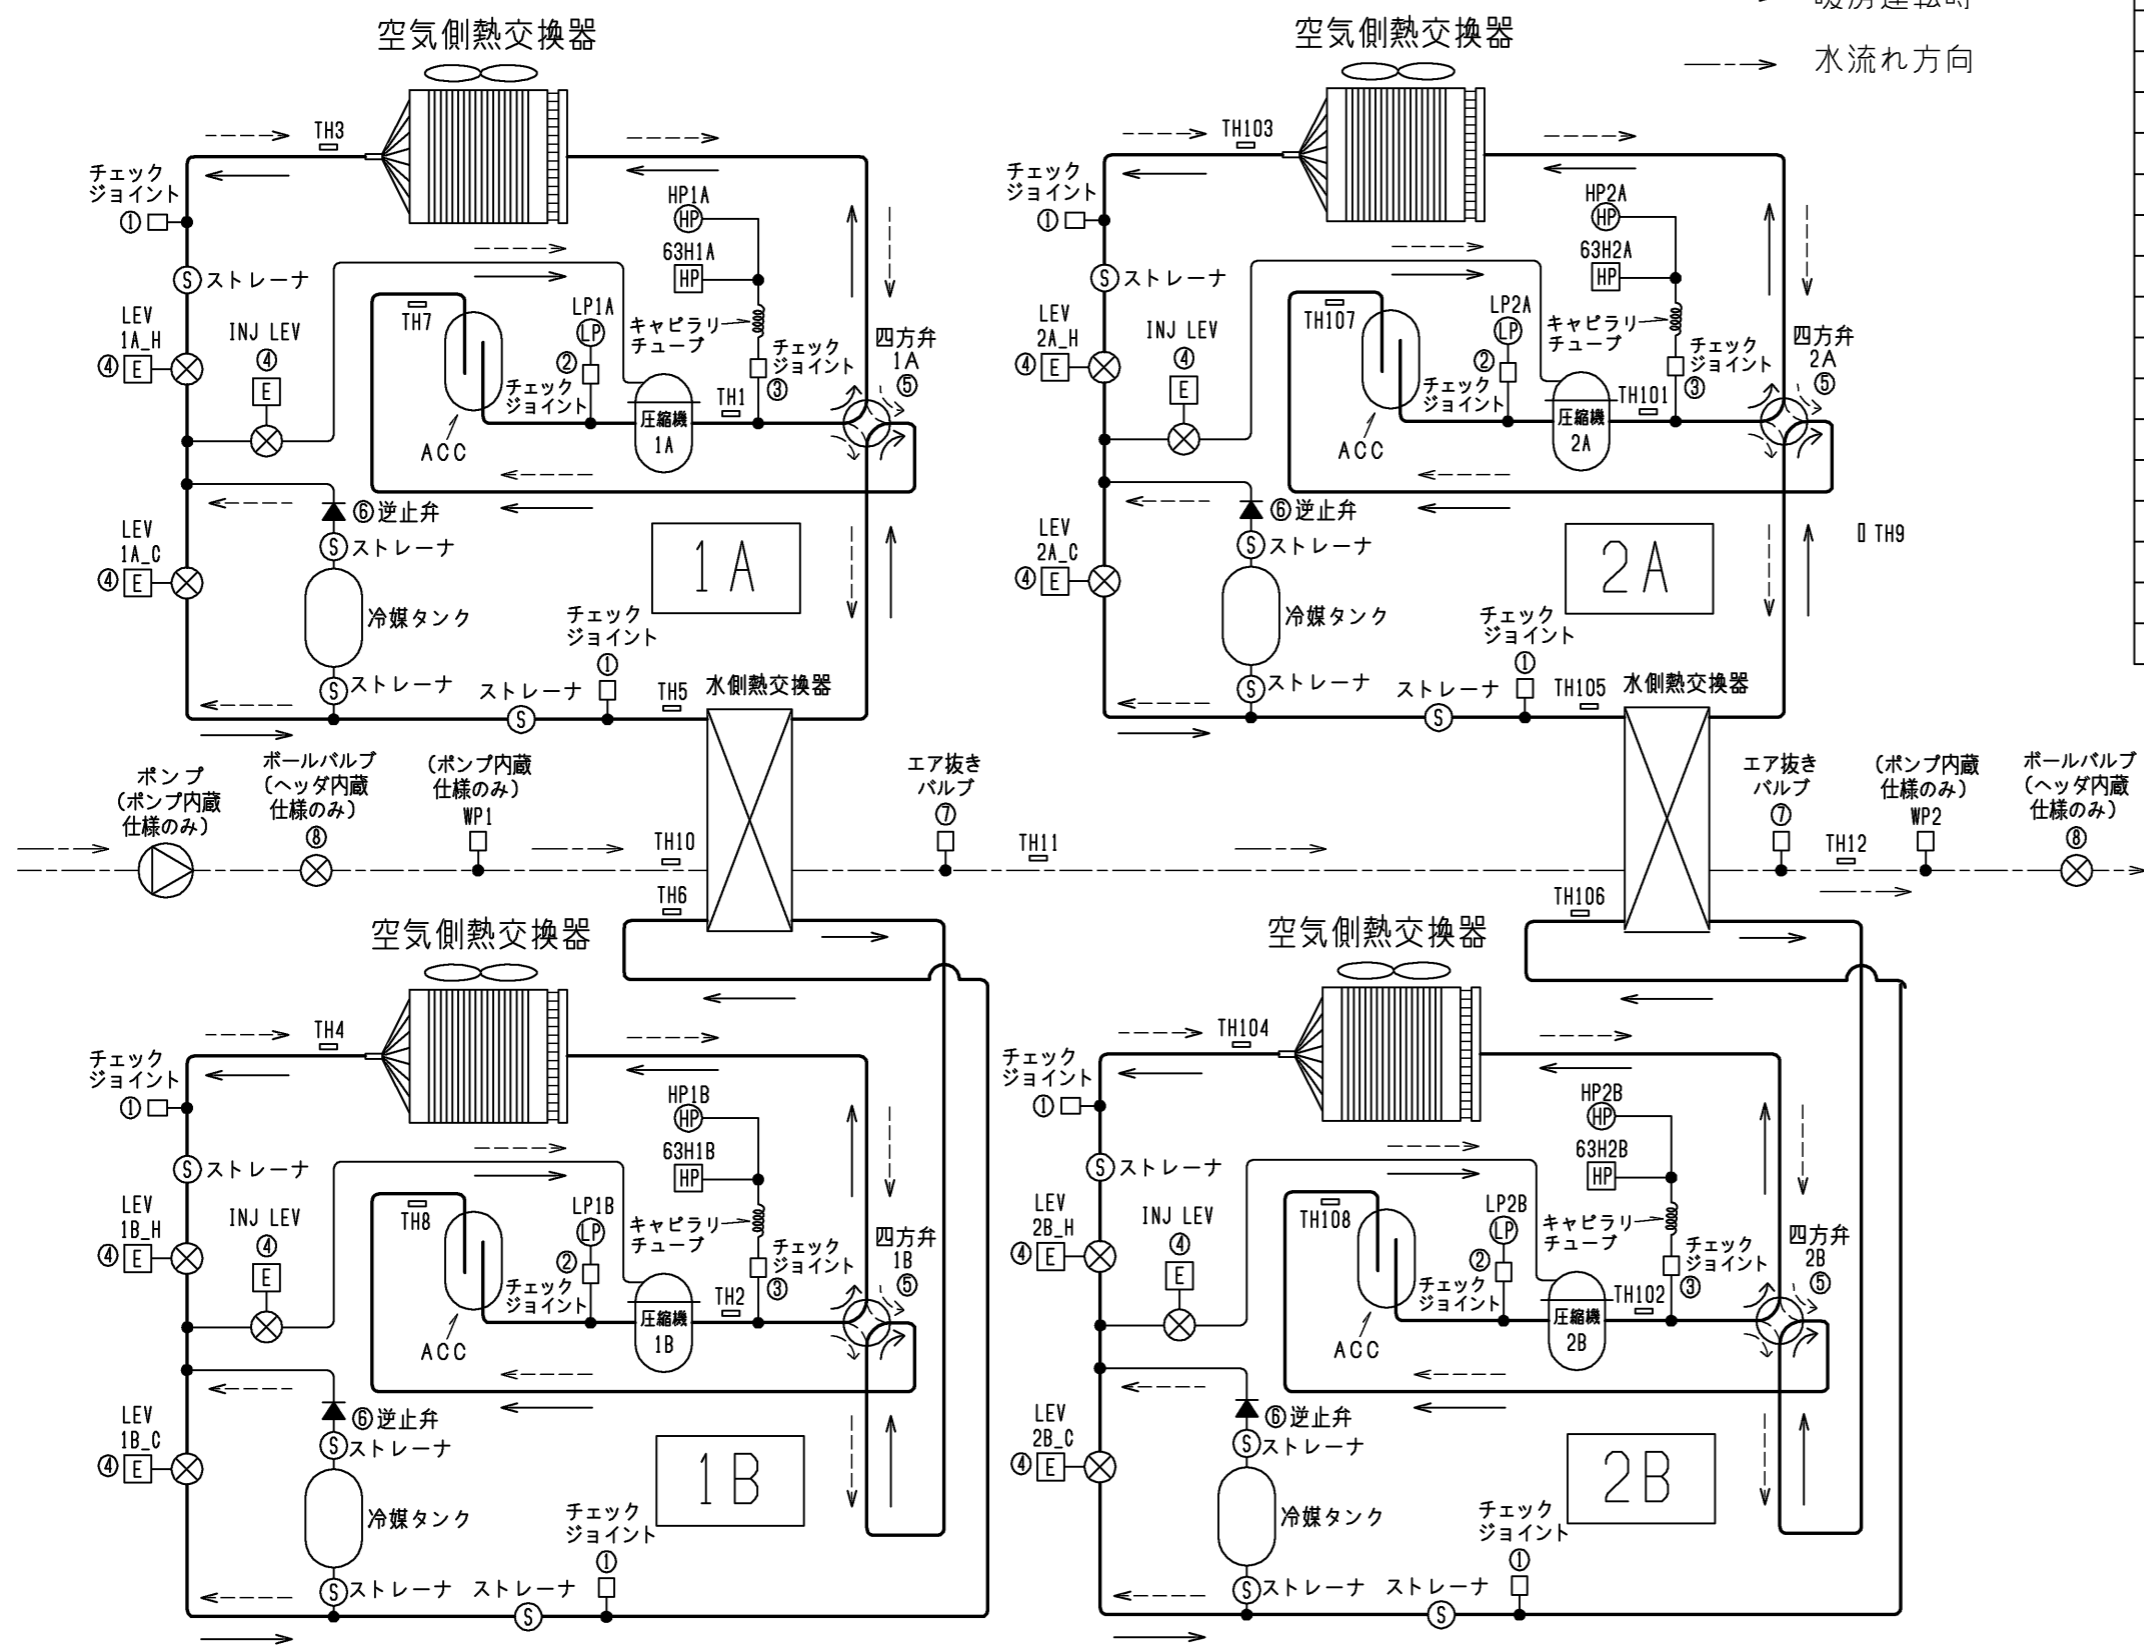 空気側熱交換器
TH3
チェック
ジョイント
①
S ストレーナ
LEV
1A_H
④ E
INJ LEV
④
E
TH7
ACC
HP1A
HP
63H1A
HP
LP1A
LP
②
チェック
ジョイント
キャピラリ
チューブ
チェック
ジョイント
③
圧縮機
1A
TH1
四方弁
1A
⑤
⑥逆止弁
S ストレーナ
LEV
1A_C
④ E
冷媒タンク
S ストレーナ
1A
チェック
ジョイント
①
ストレーナ
S
TH5
水側熱交換器
空気側熱交換器
水流れ方向
TH103
チェック
ジョイント
①
S ストレーナ
LEV
2A_H
④ E
INJ LEV
④
E
TH107
ACC
HP2A
HP
63H2A
HP
LP2A
LP
②
チェック
ジョイント
キャピラリ
チューブ
チェック
ジョイント
③
圧縮機
2A
TH101
四方弁
2A
⑤
⑥逆止弁
S ストレーナ
LEV
2A_C
④ E
冷媒タンク
S ストレーナ
2A
TH9
チェック
ジョイント
①
ストレーナ
S
TH105
水側熱交換器
ポンプ
(ポンプ内蔵
仕様のみ)
ボールバルブ
(ヘッダ内蔵
仕様のみ)
⑧
(ポンプ内蔵
仕様のみ)
WP1
TH10
TH6
エア抜き
バルブ
⑦
TH11
TH106
エア抜き
バルブ
⑦
TH12
(ポンプ内蔵
仕様のみ)
WP2
ボールバルブ
(ヘッダ内蔵
仕様のみ)
⑧
空気側熱交換器
TH4
チェック
ジョイント
①
S ストレーナ
LEV
1B_H
④ E
INJ LEV
④
E
TH8
ACC
HP1B
HP
63H1B
HP
LP1B
LP
②
チェック
ジョイント
キャピラリ
チューブ
チェック
ジョイント
③
圧縮機
1B
TH2
四方弁
1B
⑤
⑥逆止弁
S ストレーナ
LEV
1B_C
④ E
冷媒タンク
S ストレーナ
1B
チェック
ジョイント
①
ストレーナ
S
空気側熱交換器
TH104
チェック
ジョイント
①
S ストレーナ
LEV
2B_H
④ E
INJ LEV
④
E
TH108
ACC
HP2B
HP
63H2B
HP
LP2B
LP
②
チェック
ジョイント
キャピラリ
チューブ
チェック
ジョイント
③
圧縮機
2B
TH102
四方弁
2B
⑤
⑥逆止弁
S ストレーナ
LEV
2B_C
④ E
冷媒タンク
S ストレーナ
2B
チェック
ジョイント
①
ストレーナ
S